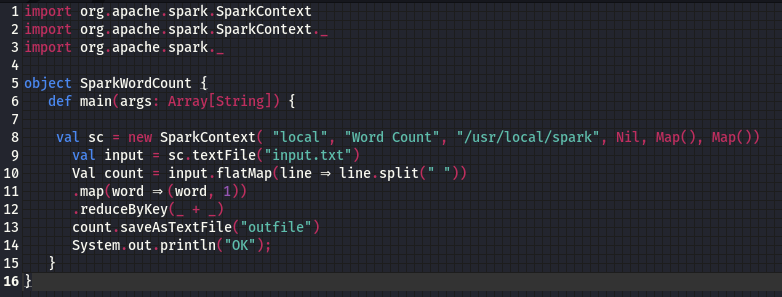 1 import org.apache.spark.SparkContext
2 import org.apache.spark.SparkContext._
3 import org.apache.spark._
4
5 object SparkWordCount {
6    def main(args: Array[String]) {
7
8     val sc = new SparkContext( "local", "Word Count", "/usr/local/spark", Nil, Map(), Map())
9       val input = sc.textFile("input.txt")
10       Val count = input.flatMap(line ⇒ line.split(" "))
11       .map(word ⇒ (word, 1))
12       .reduceByKey(_ + _)
13       count.saveAsTextFile("outfile")
14       System.out.println("OK");
15    }
16 }